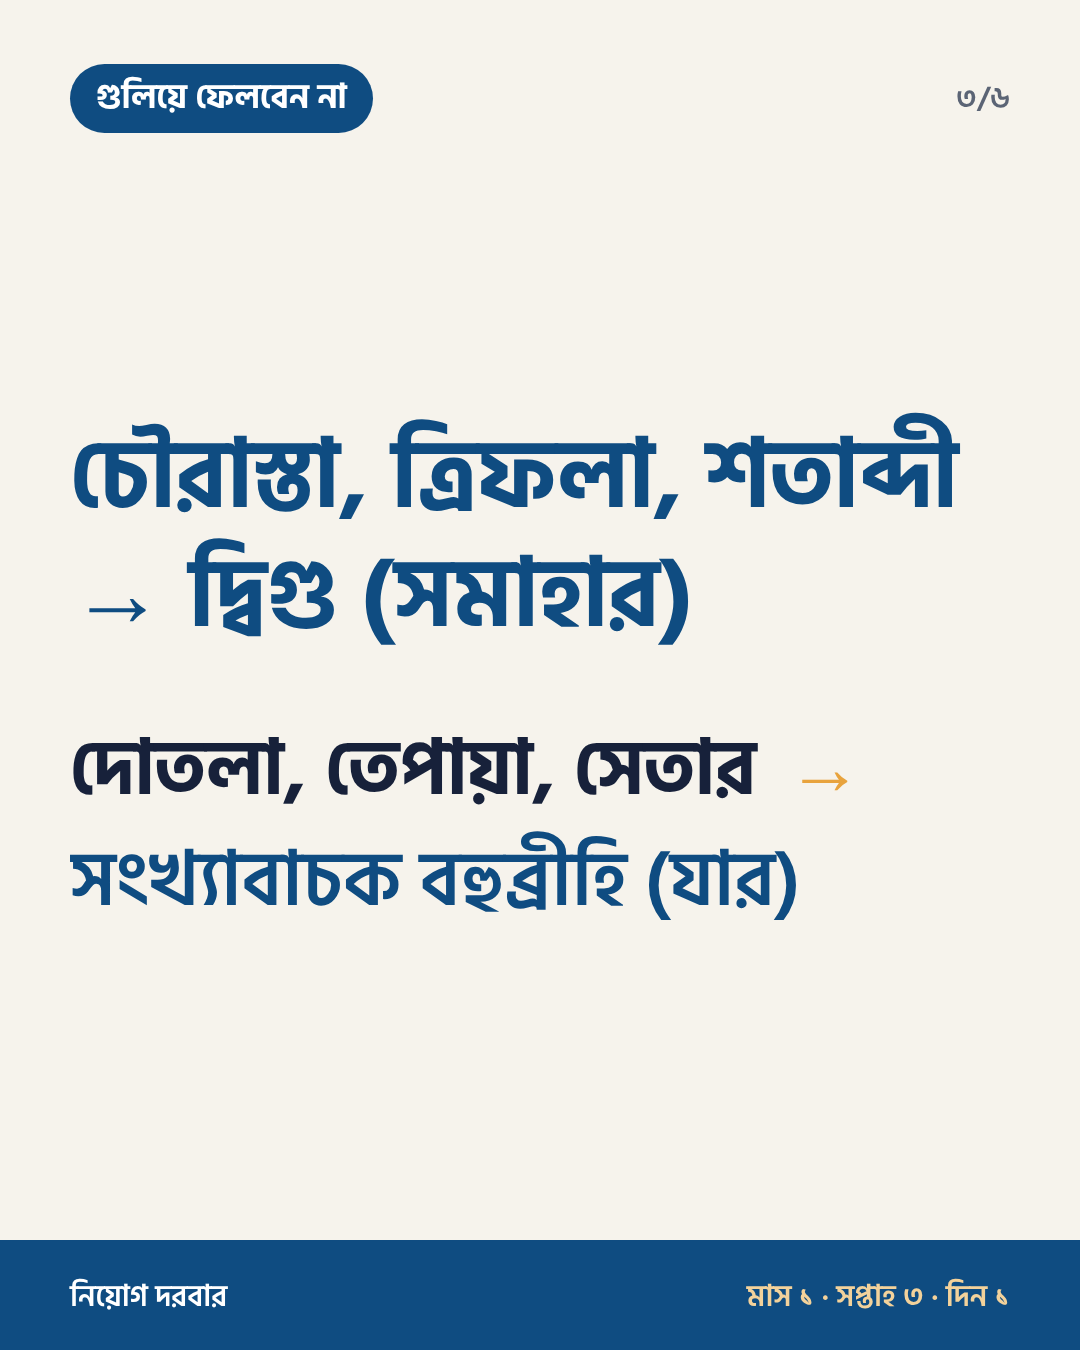 গুলিয়ে ফেলবেন না
৩/৬
চৌরাস্তা, ত্রিফলা, শতাব্দী
→ দ্বিগু (সমাহার)
দোতলা, তেপায়া, সেতার →
সংখ্যাবাচক বহুব্রীহি (যার)
নিয়োগ দরবার
মাস ১ · সপ্তাহ ৩ · দিন ১